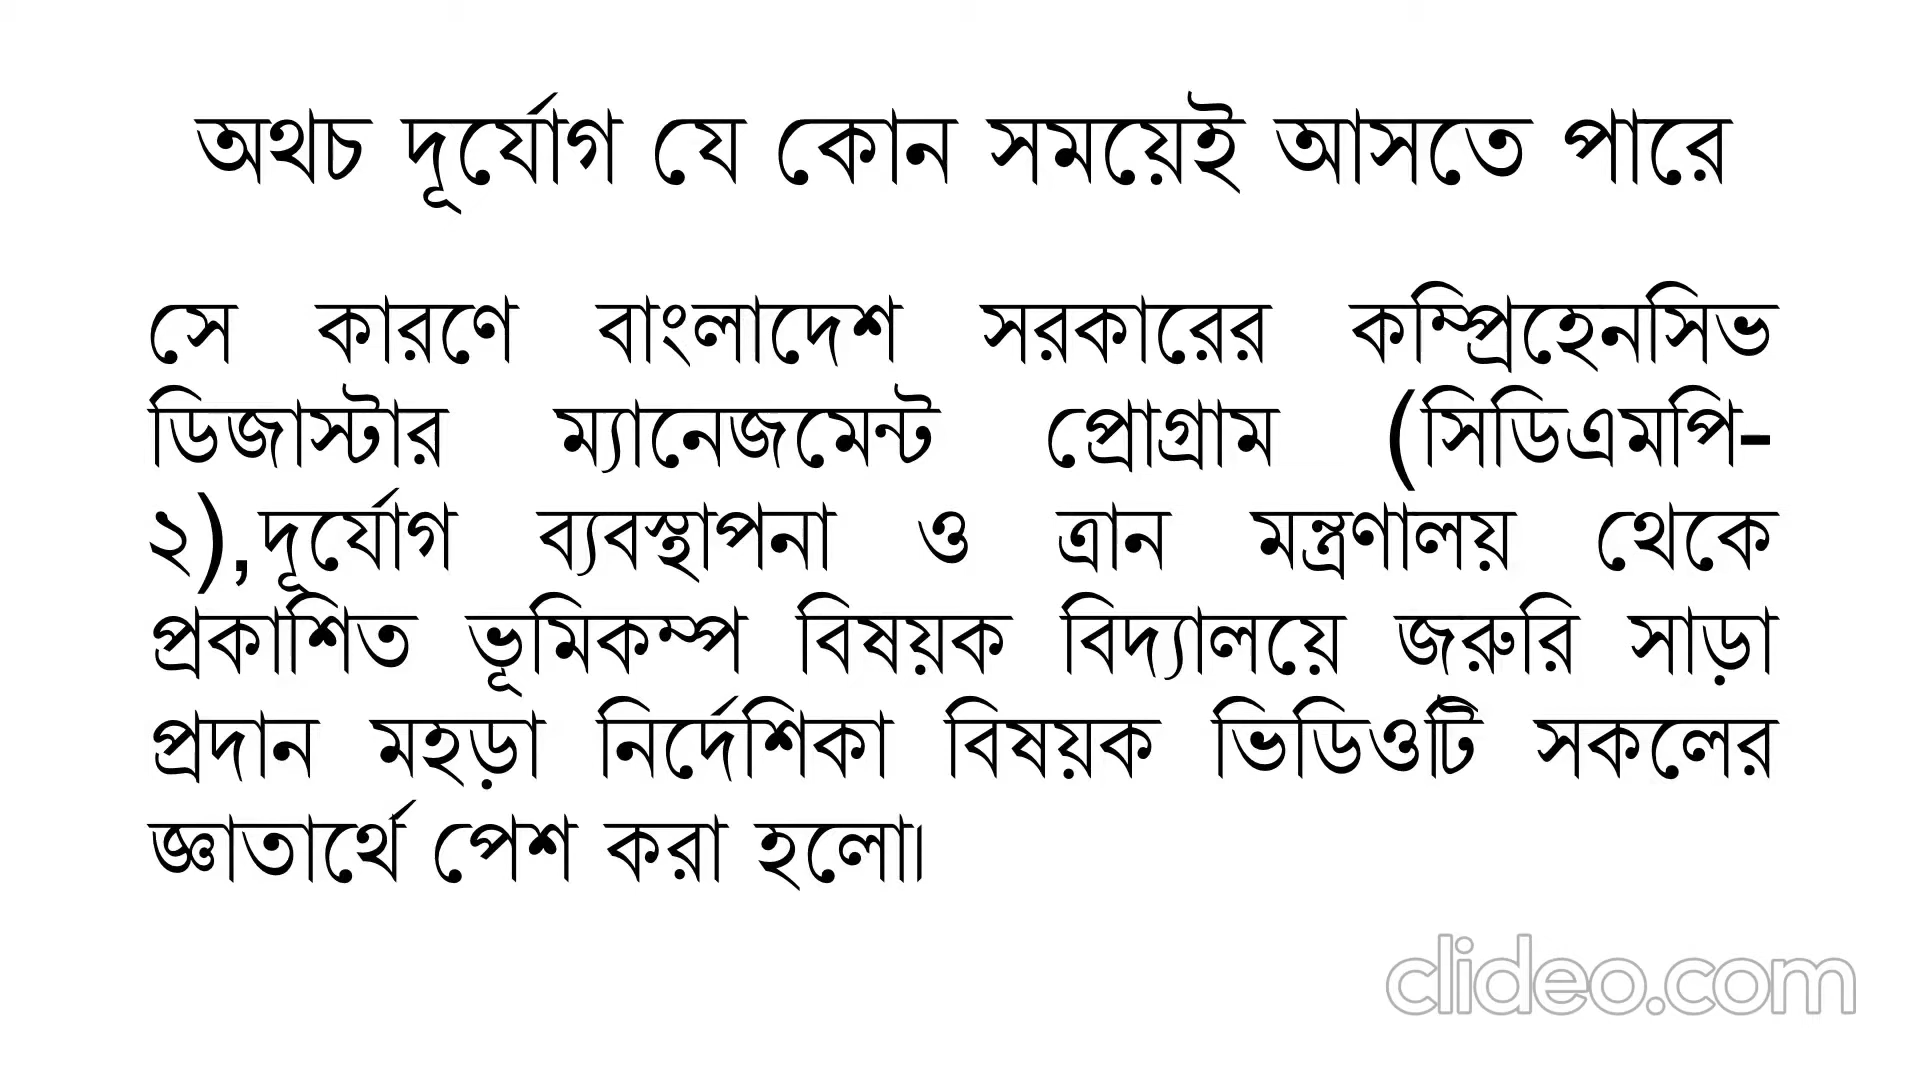 অথচ দূর্যোগ যে কোন সময়েই আসতে পারে
সে কারণে বাংলাদেশ সরকারের কম্প্রিহেনসিভ
ডিজাস্টার ম্যানেজমেন্ট প্রোগ্রাম (সিডিএমপি-
২),দূর্যোগ ব্যবস্থাপনা ও ত্রান মন্ত্রণালয় থেকে
প্রকাশিত ভূমিকম্প বিষয়ক বিদ্যালয়ে জরুরি সাড়া
প্রদান মহড়া নির্দেশিকা বিষয়ক ভিডিওটি সকলের
জ্ঞাতার্থে পেশ করা হলো।
clideo.com